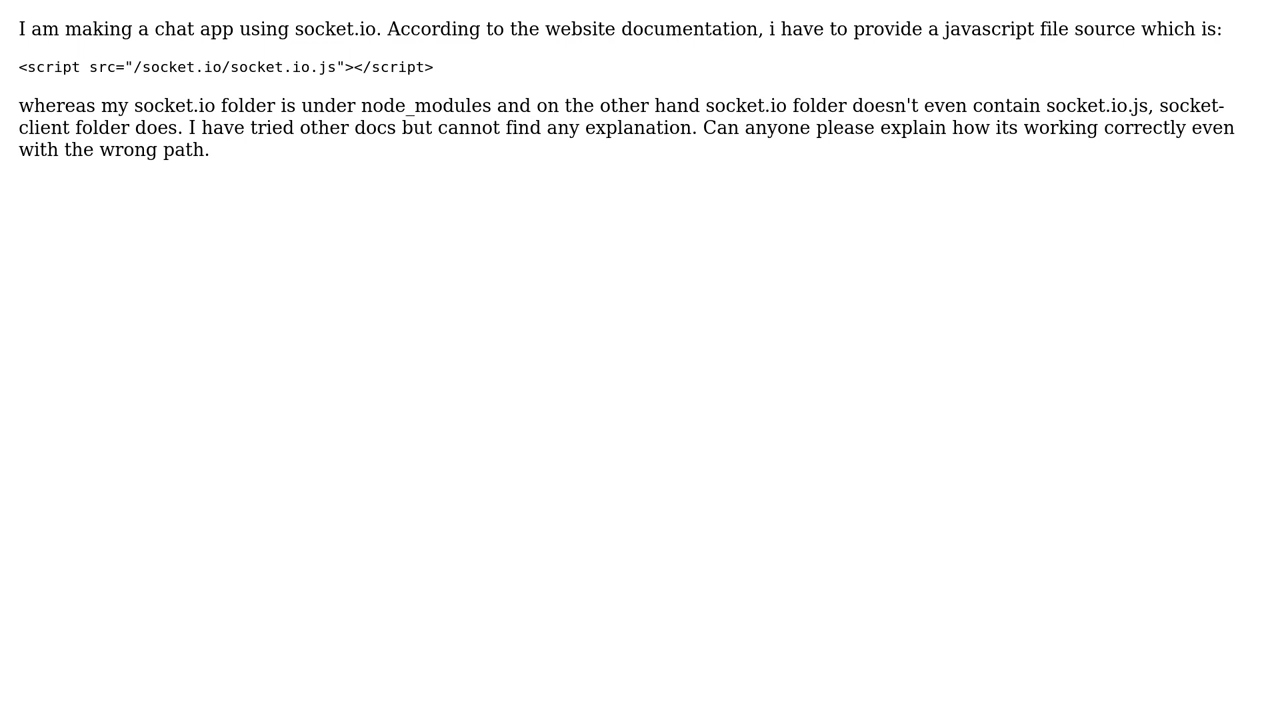 I am making a chat app using socket.io. According to the website documentation, i have to provide a javascript file source which is:
<script src="/socket.io/socket.io.js"></script>
whereas my socket.io folder is under node_modules and on the other hand socket.io folder doesn't even contain socket.io.js, socket-
client folder does. I have tried other docs but cannot find any explanation. Can anyone please explain how its working correctly even
with the wrong path.